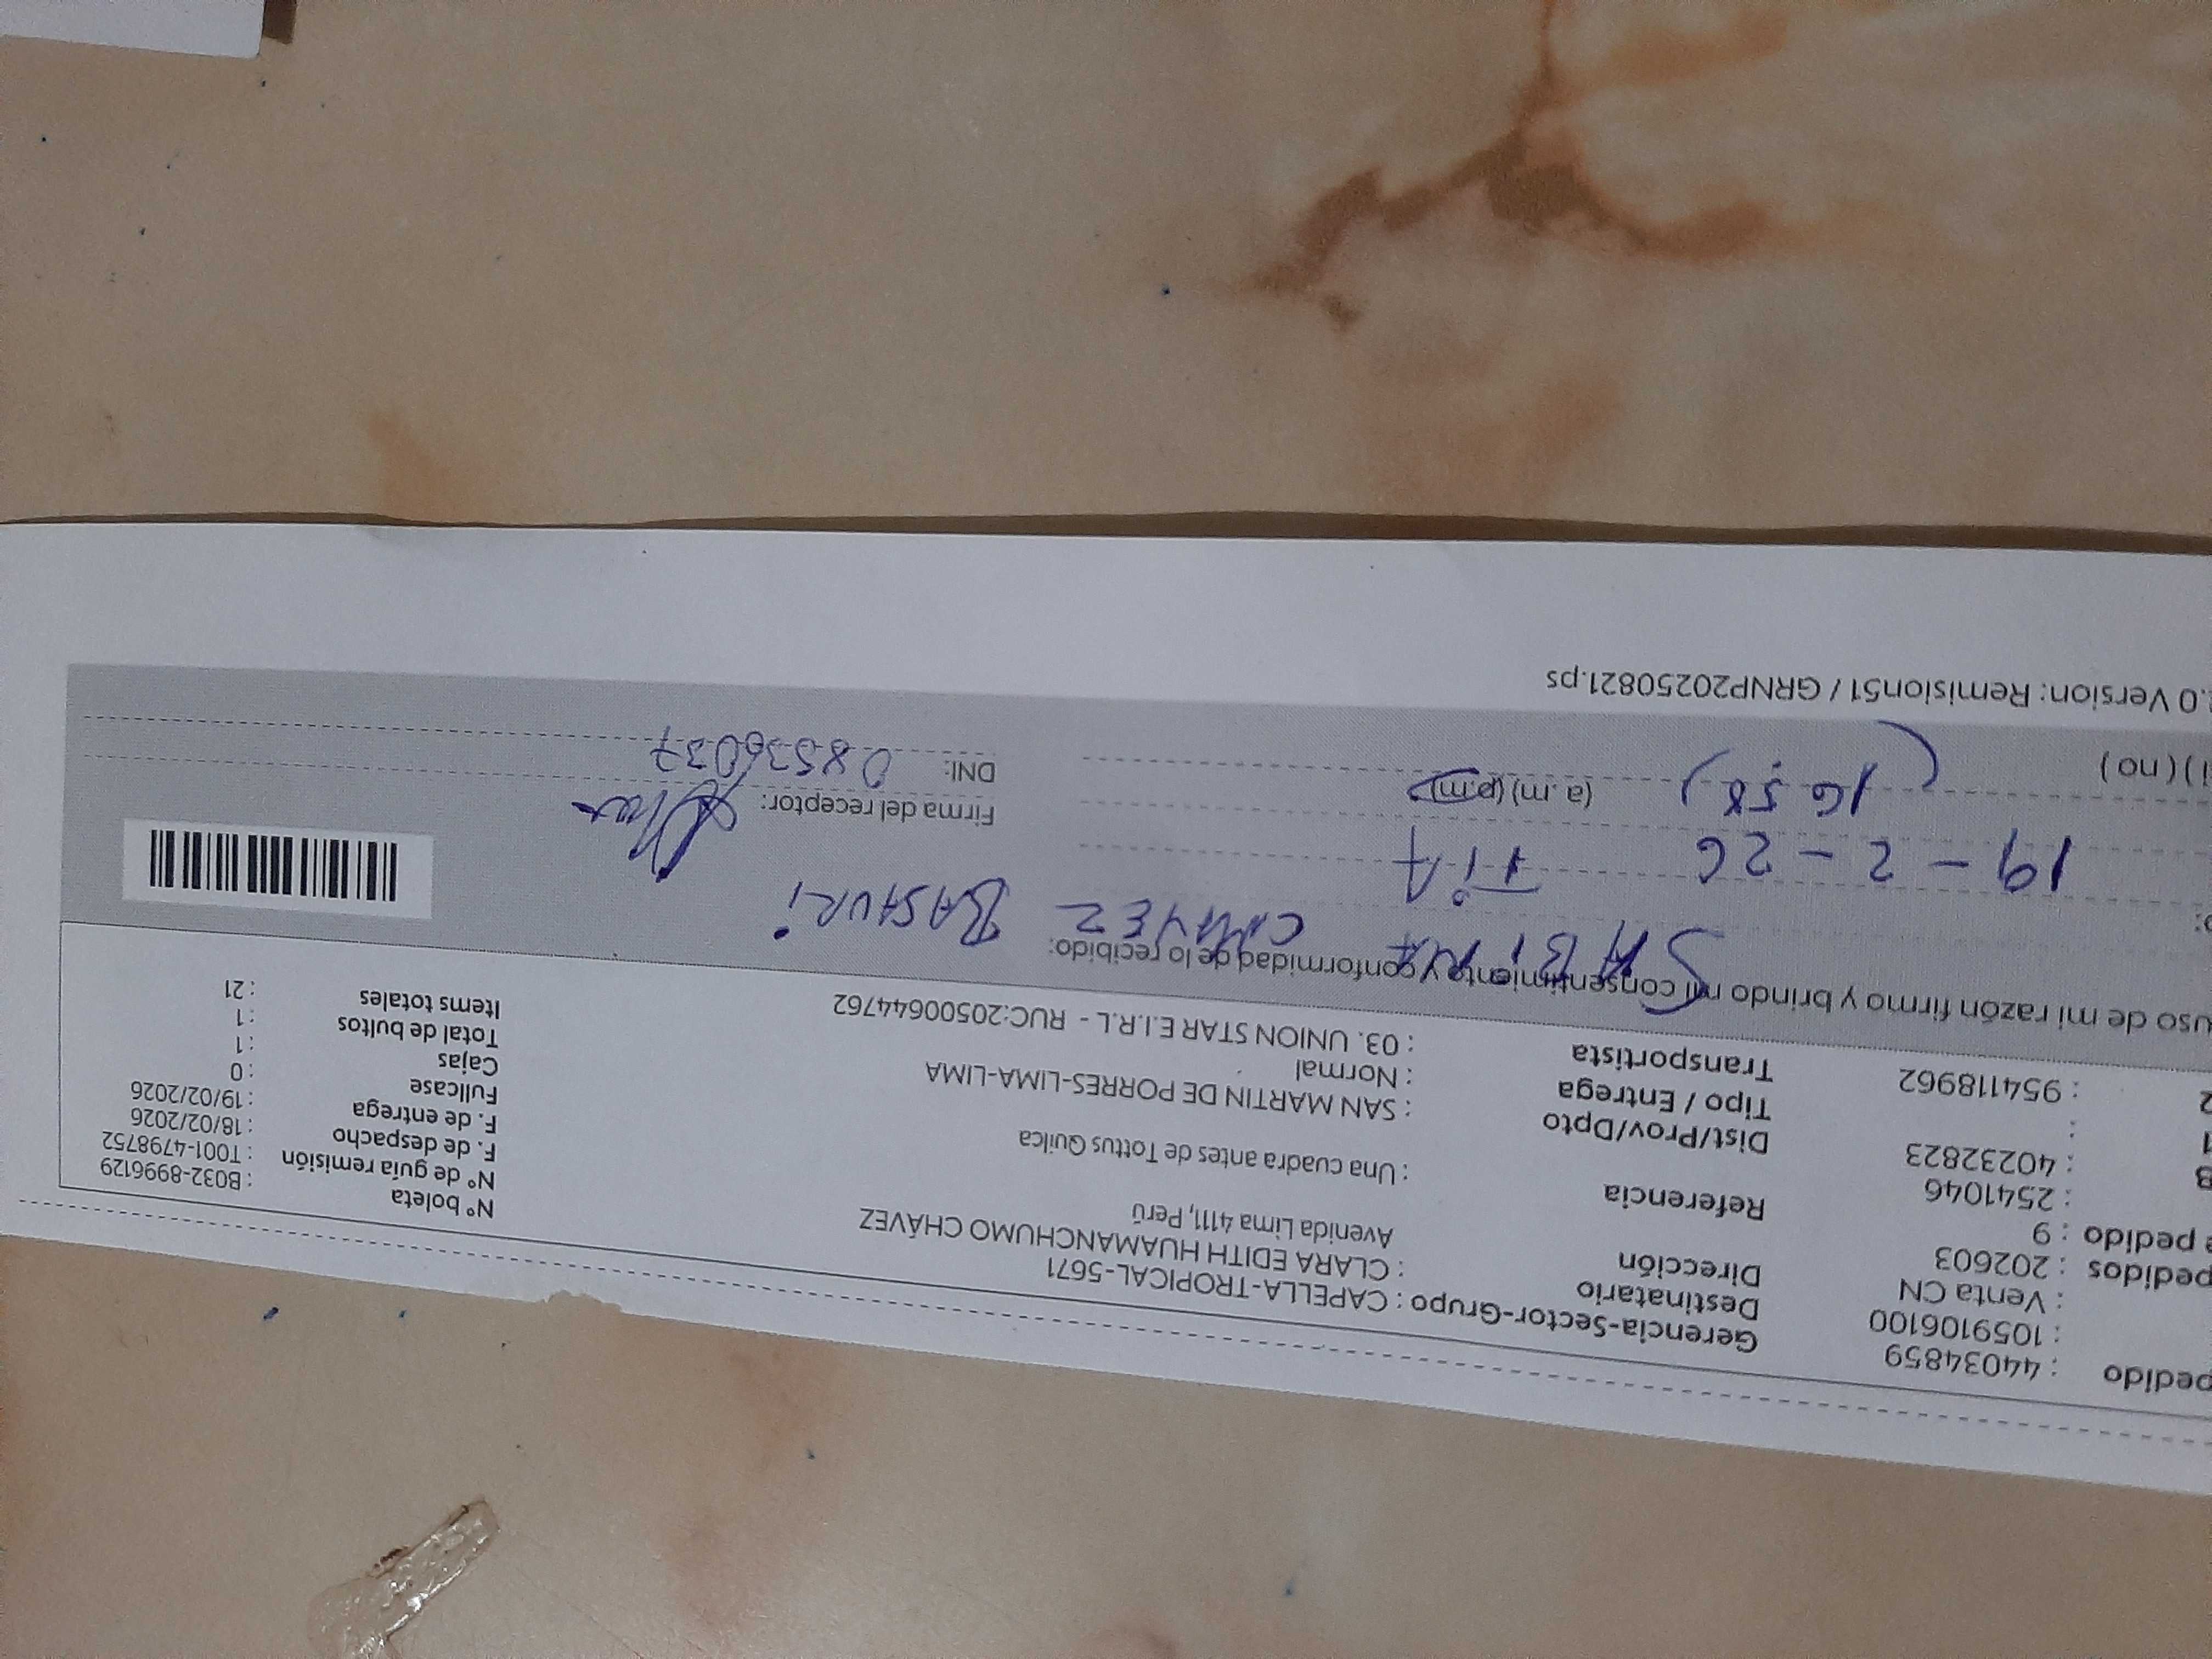 pedido : 44034859
: 1059106100
: Venta CN
pedidos : 202603
e pedido : 9
: 2541046
: 40232823
:
: 954118962
Gerencia-Sector-Grupo : CAPELLA-TROPICAL-5671
Destinatario : CLARA EDITH HUAMANCHUMO CHÁVEZ
Dirección Avenida Lima 4111, Perú
Referencia : Una cuadra antes de Tottus Quilca
Dist/Prov/Dpto : SAN MARTIN DE PORRES-LIMA-LIMA
Tipo / Entrega : Normal
Transportista : 03. UNION STAR E.I.R.L - RUC:20500644762
N° boleta : B032-8996129
N° de guía remisión : T001-4798752
F. de despacho : 18/02/2026
F. de entrega : 19/02/2026
Fullcase : 0
Cajas : 1
Total de bultos : 1
Items totales : 21
uso de mi razón firmo y brindo mi consentimiento y conformidad de lo recibido:
SABINA CHAVEZ BASAURI
TiA
19 - 2 - 26
(16 58) (a.m) (p.m)
i ) ( no )
Firma del receptor:
DNI: 08536037
.0 Version: Remision51 / GRNP20250821.ps